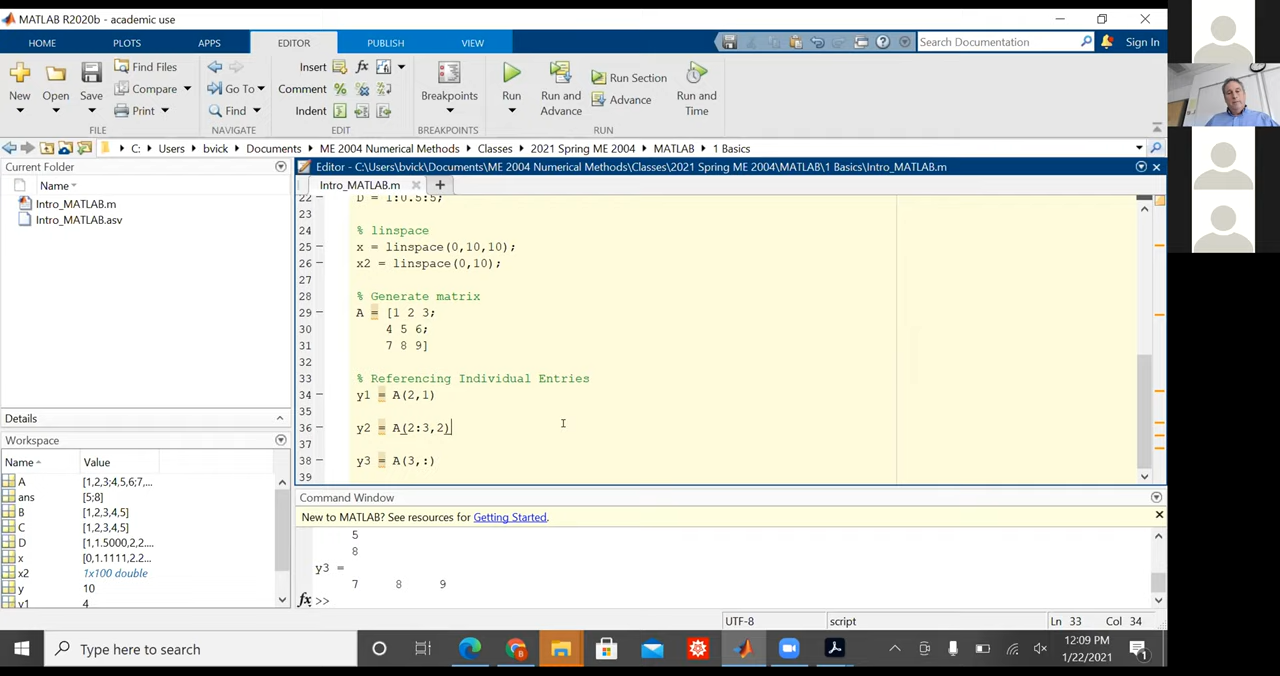 MATLAB R2020b - academic use
HOME PLOTS APPS EDITOR PUBLISH VIEW Search Documentation Sign In
New Open Save Find Files Compare Print Go To Find Insert fx Comment % Indent Breakpoints Run Run and Advance Run Section Advance Run and Time
FILE NAVIGATE EDIT BREAKPOINTS RUN
C: Users bvick Documents ME 2004 Numerical Methods Classes 2021 Spring ME 2004 MATLAB 1 Basics
Current Folder
Name
Intro_MATLAB.m
Intro_MATLAB.asv
Details
Workspace
Name Value
A [1,2,3;4,5,6;7,...
ans [5;8]
B [1,2,3,4,5]
C [1,2,3,4,5]
D [1,1.5000,2,2....
x [0,1.1111,2.2...
x2 1x100 double
y 10
y1 4
Editor - C:\Users\bvick\Documents\ME 2004 Numerical Methods\Classes\2021 Spring ME 2004\MATLAB\1 Basics\Intro_MATLAB.m
Intro_MATLAB.m
22 D = 1:0.5:5;
23
24 % linspace
25 x = linspace(0,10,10);
26 x2 = linspace(0,10);
27
28 % Generate matrix
29 A = [1 2 3;
30 4 5 6;
31 7 8 9]
32
33 % Referencing Individual Entries
34 y1 = A(2,1)
35
36 y2 = A(2:3,2)
37
38 y3 = A(3,:)
39
Command Window
New to MATLAB? See resources for Getting Started.
5
8
y3 =
7 8 9
fx >>
UTF-8 script Ln 33 Col 34
Type here to search
12:09 PM
1/22/2021
1